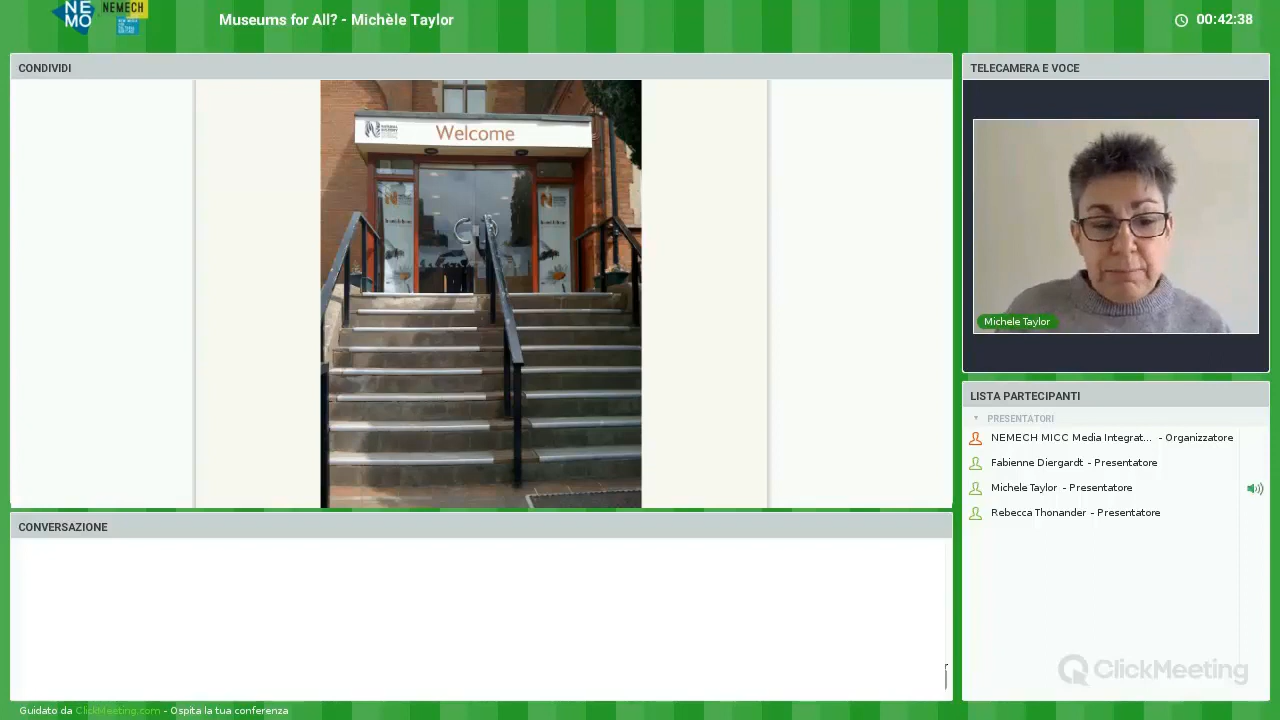 NE
MO
NEMECH
Museums for All? - Michèle Taylor
00:42:38
CONDIVIDI
Welcome
TELECAMERA E VOCE
Michele Taylor
LISTA PARTECIPANTI
PRESENTATORI
NEMECH MICC Media Integrat... - Organizzatore
Fabienne Diergardt - Presentatore
Michele Taylor - Presentatore
Rebecca Thonander - Presentatore
CONVERSAZIONE
ClickMeeting
Guidato da ClickMeeting.com - Ospita la tua conferenza